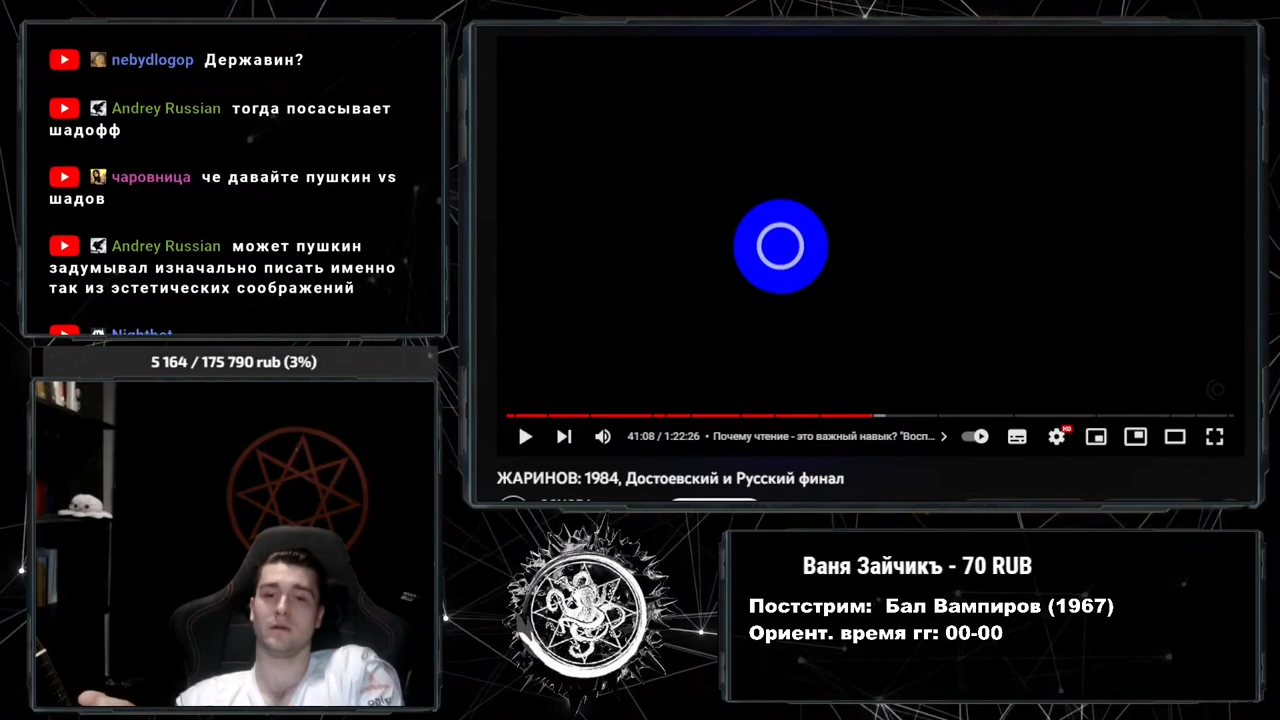 nebydlogop Державин?
Andrey Russian тогда посасывает
шадофф
чаровница че давайте пушкин vs
шадов
Andrey Russian может пушкин
задумывал изначально писать именно
так из эстетических соображений
Nightbot
5 164 / 175 790 rub (3%)
41:08 / 1:22:26 • Почему чтение - это важный навык? "Восп...
HD
ЖАРИНОВ: 1984, Достоевский и Русский финал
Ваня Зайчикъ - 70 RUB
Постстрим: Бал Вампиров (1967)
Ориент. время гг: 00-00